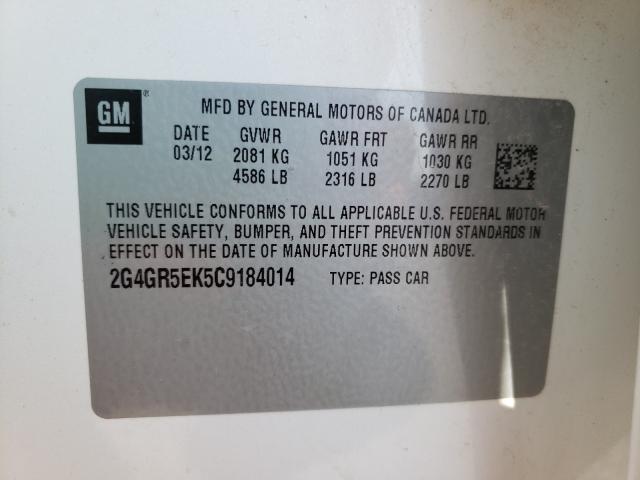 GM®
MFD BY GENERAL MOTORS OF CANADA LTD.
DATE GVWR GAWR FRT GAWR RR
03/12 2081 KG 1051 KG 1030 KG
4586 LB 2316 LB 2270 LB
THIS VEHICLE CONFORMS TO ALL APPLICABLE U.S. FEDERAL MOTOR
VEHICLE SAFETY, BUMPER, AND THEFT PREVENTION STANDARDS IN
EFFECT ON THE DATE OF MANUFACTURE SHOWN ABOVE.
2G4GR5EK5C9184014 TYPE: PASS CAR